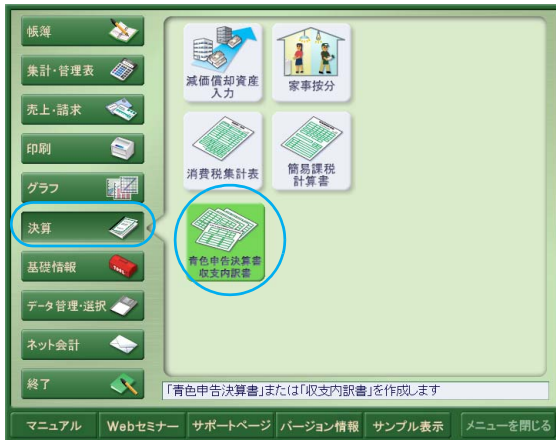 帳簿
集計・管理表
売上・請求
印刷
グラフ
決算
基礎情報
データ管理・選択
ネット会計
終了
減価償却資産
入力
家事按分
消費税集計表
簡易課税
計算書
青色申告決算書
収支内訳書
「青色申告決算書」または「収支内訳書」を作成します
マニュアル
Webセミナー
サポートページ
バージョン情報
サンプル表示
メニューを閉じる